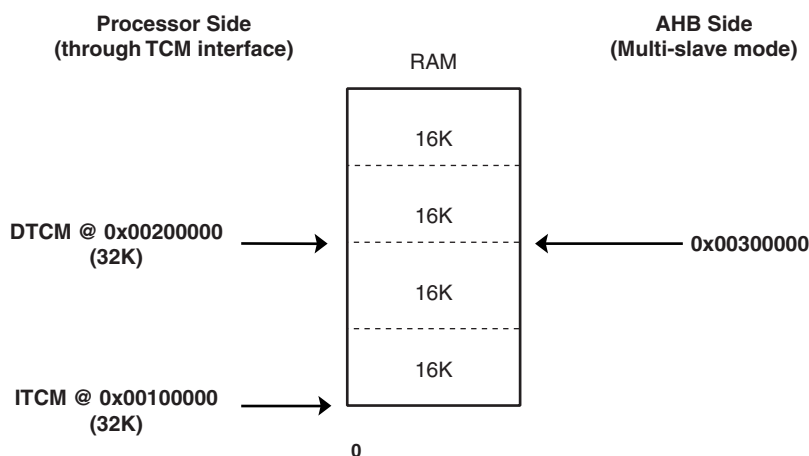 Processor Side
(through TCM interface)
AHB Side
(Multi-slave mode)
RAM
16K
16K
DTCM @ 0x00200000
(32K)
0x00300000
16K
16K
ITCM @ 0x00100000
(32K)
0